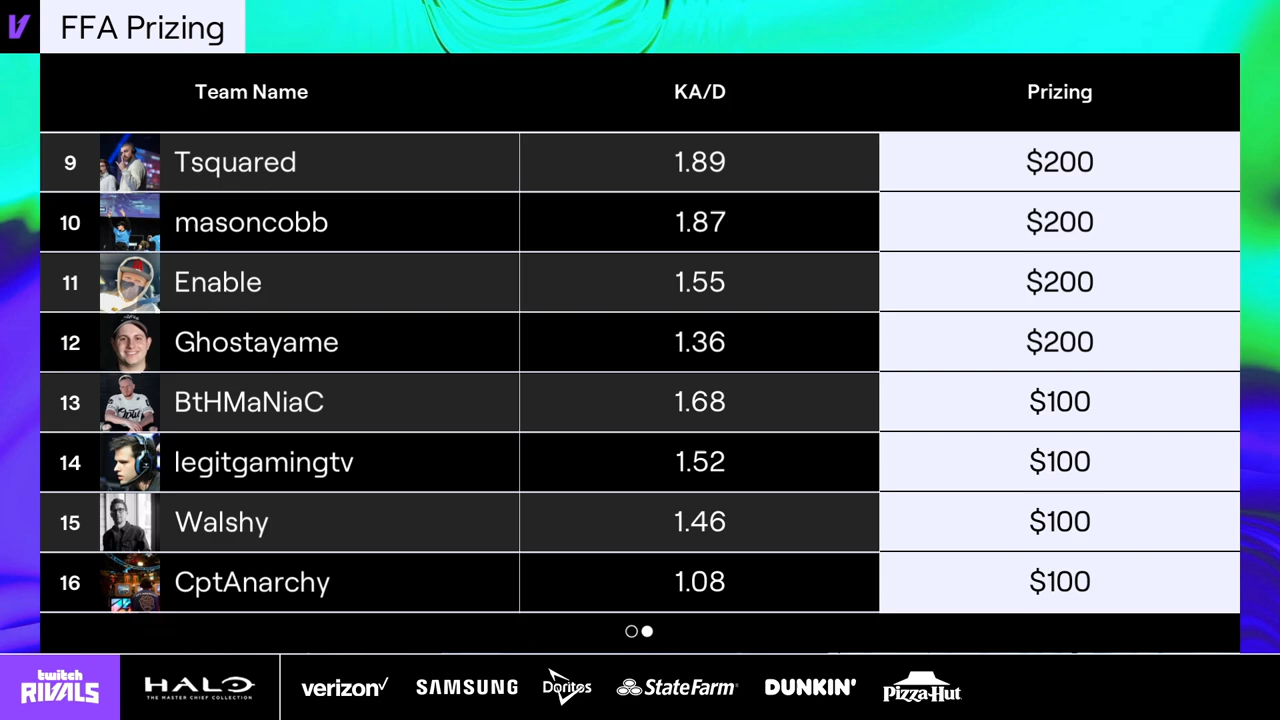 FFA Prizing
Team Name KA/D Prizing
9 Tsquared 1.89 $200
10 masoncobb 1.87 $200
11 Enable 1.55 $200
12 Ghostayame 1.36 $200
13 BtHMaNiaC 1.68 $100
14 legitgamingtv 1.52 $100
15 Walshy 1.46 $100
16 CptAnarchy 1.08 $100
twitch
RIVALS
HALO
THE MASTER CHIEF COLLECTION
verizon✓
SAMSUNG
Doritos
StateFarm
DUNKIN'
Pizza Hut